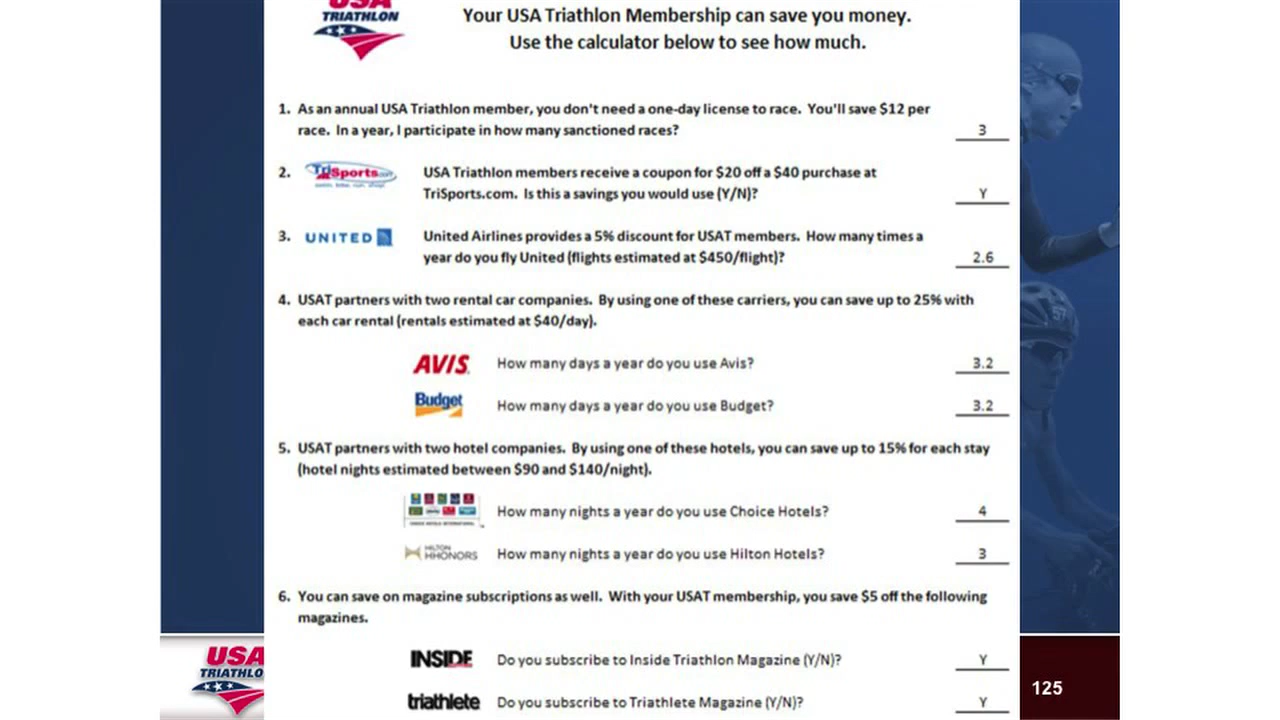 USA
TRIATHLON
Your USA Triathlon Membership can save you money.
Use the calculator below to see how much.
1. As an annual USA Triathlon member, you don't need a one-day license to race. You'll save $12 per
race. In a year, I participate in how many sanctioned races? 3
2. TriSports.com USA Triathlon members receive a coupon for $20 off a $40 purchase at
TriSports.com. Is this a savings you would use (Y/N)? Y
3. UNITED United Airlines provides a 5% discount for USAT members. How many times a
year do you fly United (flights estimated at $450/flight)? 2.6
4. USAT partners with two rental car companies. By using one of these carriers, you can save up to 25% with
each car rental (rentals estimated at $40/day).
AVIS How many days a year do you use Avis? 3.2
Budget How many days a year do you use Budget? 3.2
5. USAT partners with two hotel companies. By using one of these hotels, you can save up to 15% for each stay
(hotel nights estimated between $90 and $140/night).
How many nights a year do you use Choice Hotels? 4
HILTON
HHONORS How many nights a year do you use Hilton Hotels? 3
6. You can save on magazine subscriptions as well. With your USAT membership, you save $5 off the following
magazines.
INSIDE Do you subscribe to Inside Triathlon Magazine (Y/N)? Y
triathlete Do you subscribe to Triathlete Magazine (Y/N)? Y
USA
TRIATHLO
125
57